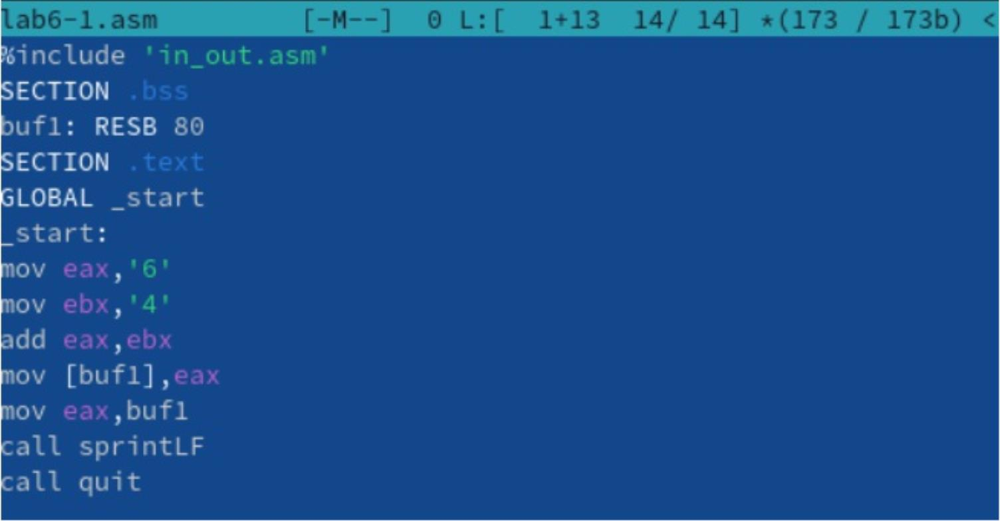 lab6-1.asm [-M--] 0 L:[ 1+13 14/ 14] *(173 / 173b) <
%include 'in_out.asm'
SECTION .bss
buf1: RESB 80
SECTION .text
GLOBAL _start
_start:
mov eax,'6'
mov ebx,'4'
add eax,ebx
mov [buf1],eax
mov eax,buf1
call sprintLF
call quit